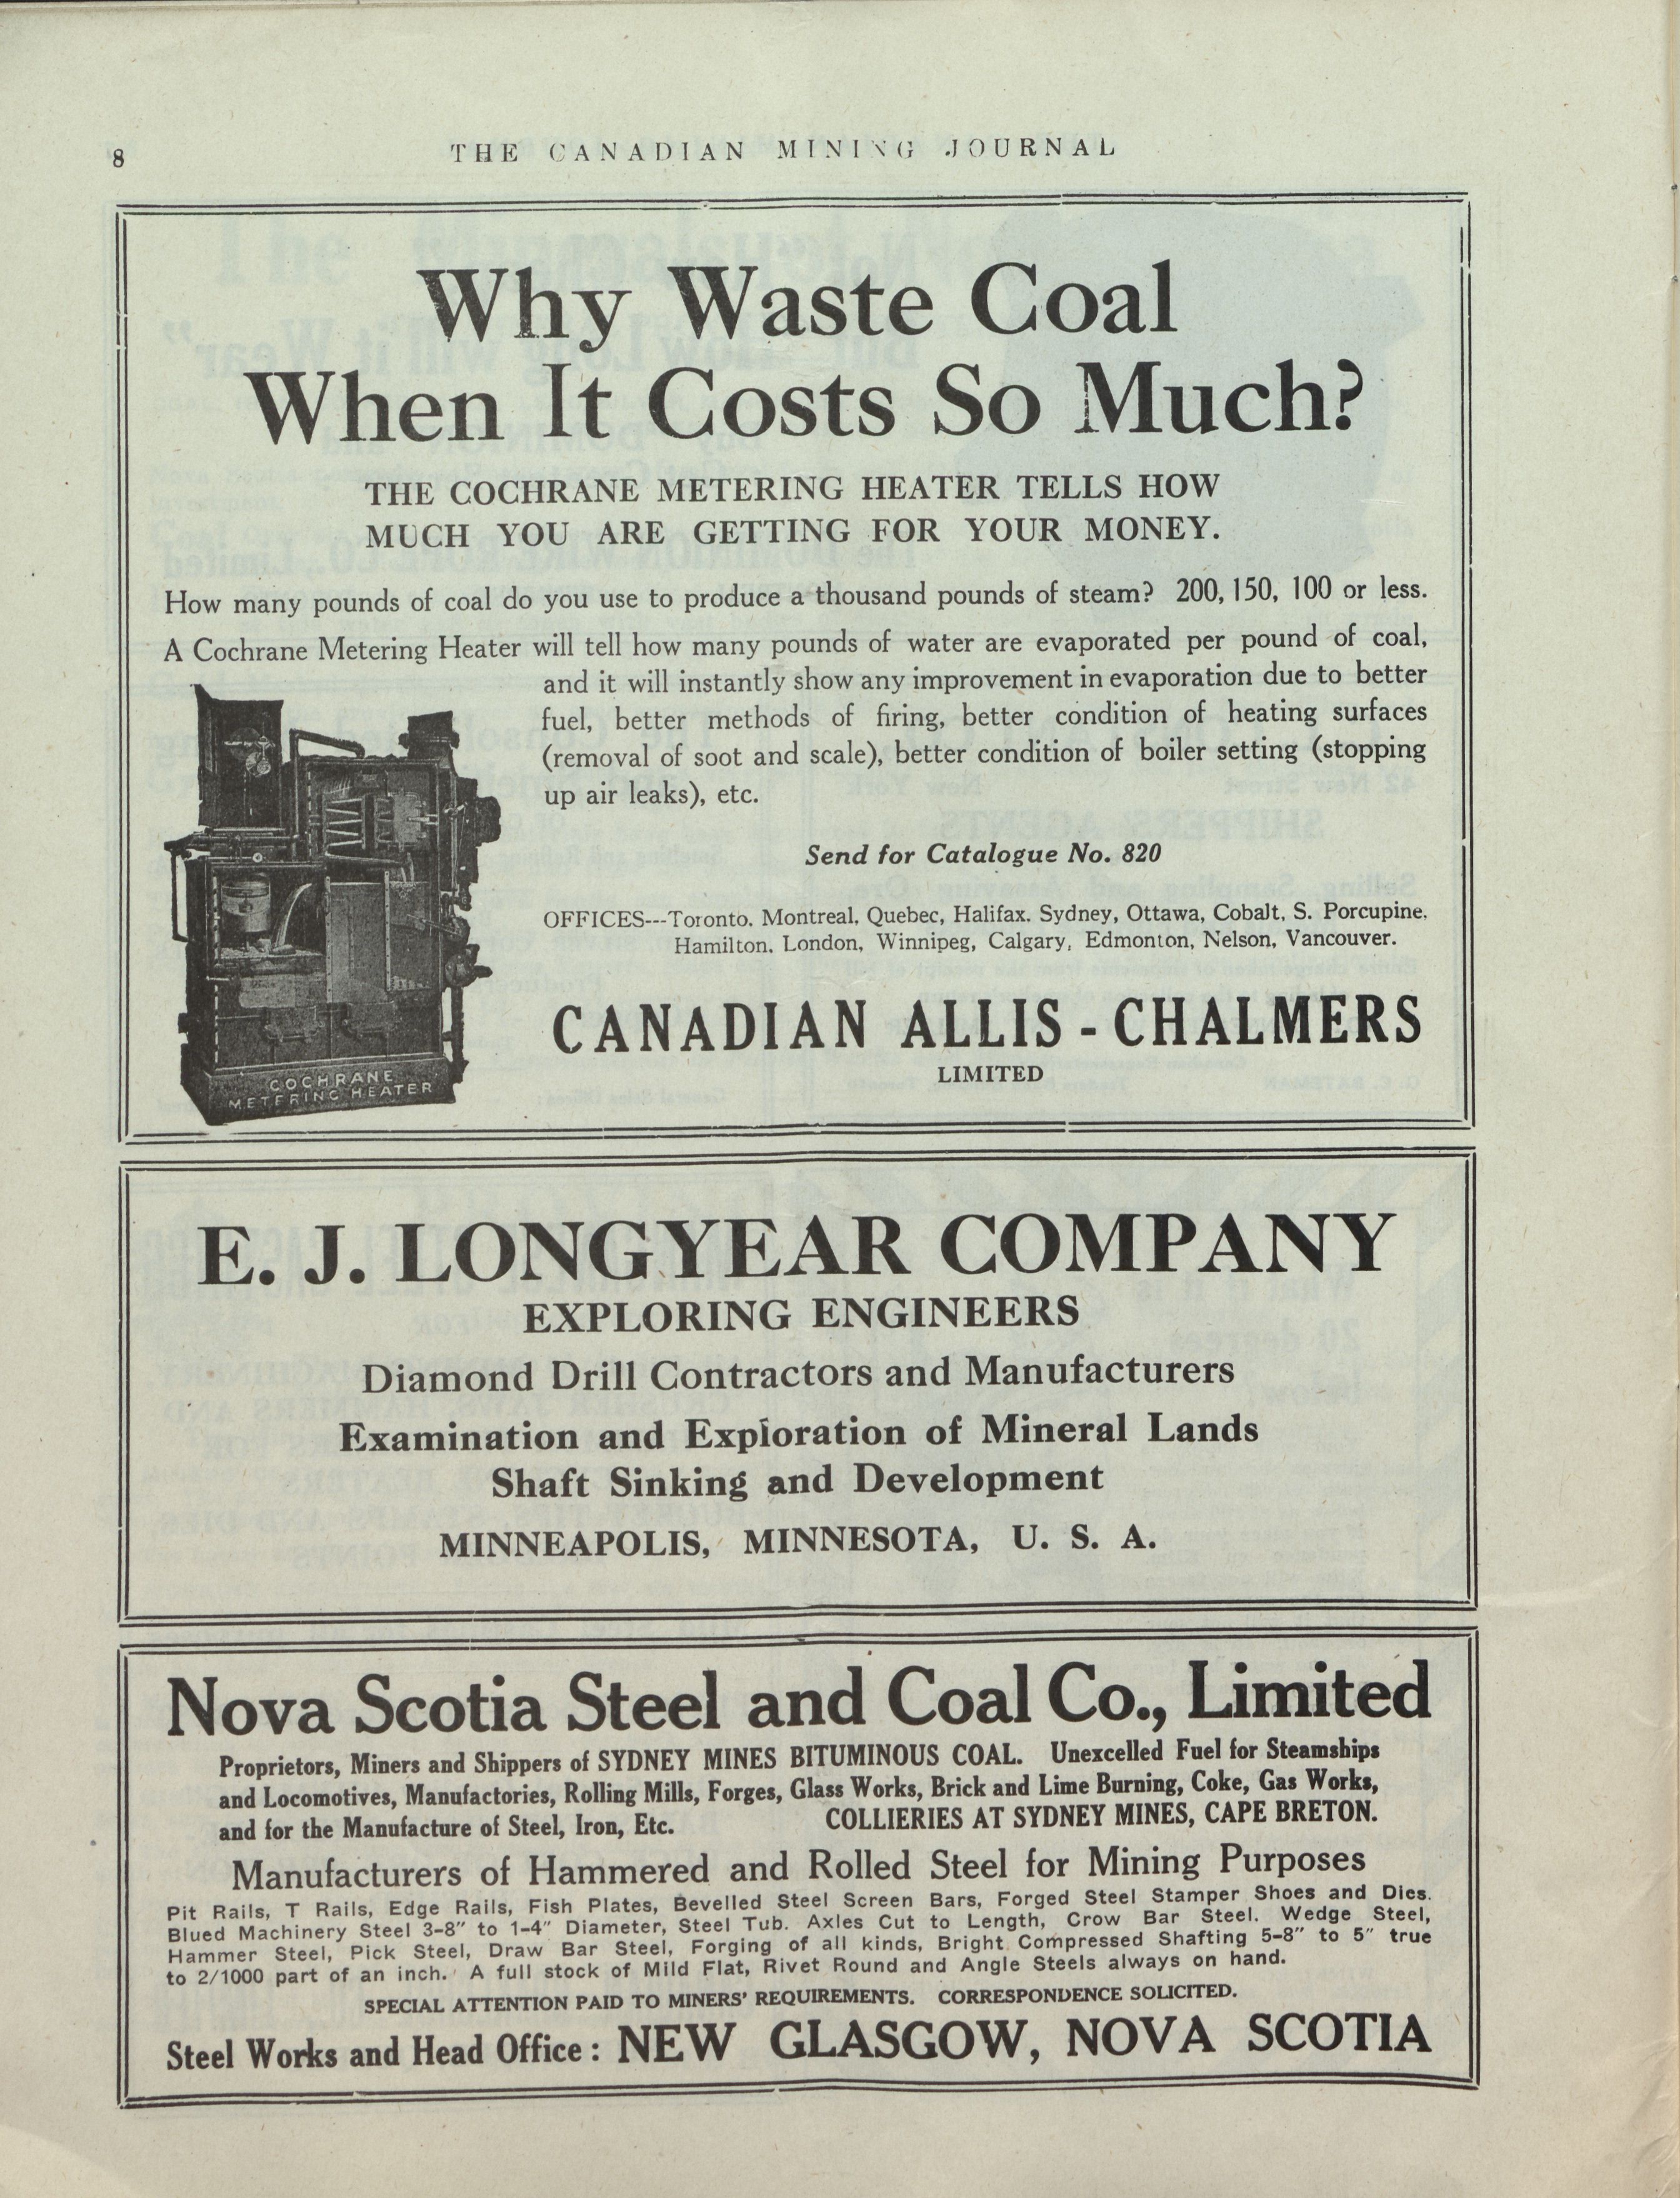 8
THE CANADIAN MINING JOURNAL
Why Waste Coal
When It Costs So Much?
THE COCHRANE METERING HEATER TELLS HOW
MUCH YOU ARE GETTING FOR YOUR MONEY.
How many pounds of coal do you use to produce a thousand pounds of steam? 200, 150, 100 or less.
A Cochrane Metering Heater will tell how many pounds of water are evaporated per pound of coal,
and it will instantly show any improvement in evaporation due to better
fuel, better methods of firing, better condition of heating surfaces
(removal of soot and scale), better condition of boiler setting (stopping
up air leaks), etc.
Send for Catalogue No. 820
OFFICES---Toronto. Montreal, Quebec, Halifax. Sydney, Ottawa, Cobalt, S. Porcupine,
Hamilton, London, Winnipeg, Calgary, Edmonton, Nelson, Vancouver.
CANADIAN ALLIS-CHALMERS
LIMITED
COCHRANE
METERING HEATER
E. J. LONGYEAR COMPANY
EXPLORING ENGINEERS
Diamond Drill Contractors and Manufacturers
Examination and Exploration of Mineral Lands
Shaft Sinking and Development
MINNEAPOLIS, MINNESOTA, U. S. A.
Nova Scotia Steel and Coal Co., Limited
Proprietors, Miners and Shippers of SYDNEY MINES BITUMINOUS COAL. Unexcelled Fuel for Steamships
and Locomotives, Manufactories, Rolling Mills, Forges, Glass Works, Brick and Lime Burning, Coke, Gas Works,
and for the Manufacture of Steel, Iron, Etc. COLLIERIES AT SYDNEY MINES, CAPE BRETON.
Manufacturers of Hammered and Rolled Steel for Mining Purposes
Pit Rails, T Rails, Edge Rails, Fish Plates, Bevelled Steel Screen Bars, Forged Steel Stamper Shoes and Dies.
Blued Machinery Steel 3-8" to 1-4" Diameter, Steel Tub. Axles Cut to Length, Crow Bar Steel. Wedge Steel,
Hammer Steel, Pick Steel, Draw Bar Steel, Forging of all kinds, Bright Compressed Shafting 5-8" to 5" true
to 2/1000 part of an inch. A full stock of Mild Flat, Rivet Round and Angle Steels always on hand.
SPECIAL ATTENTION PAID TO MINERS' REQUIREMENTS. CORRESPONDENCE SOLICITED.
Steel Works and Head Office: NEW GLASGOW, NOVA SCOTIA